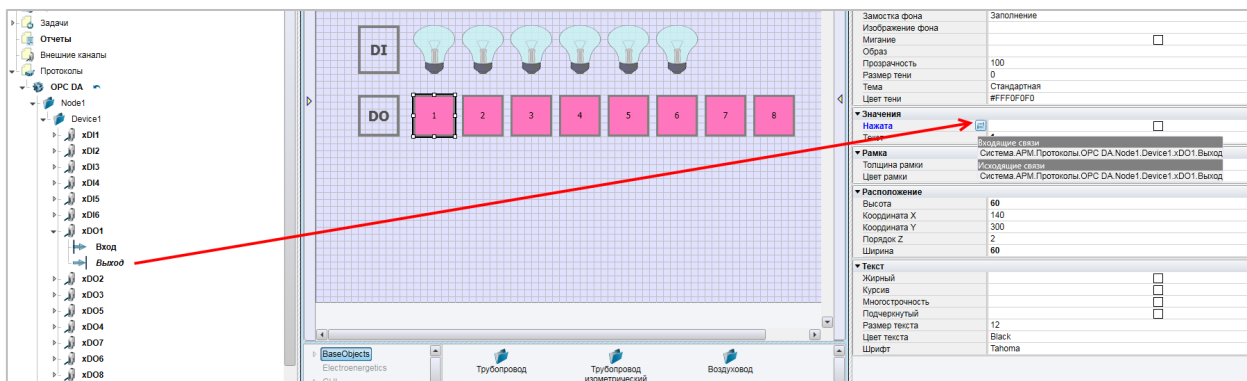 Задачи
Отчеты
Внешние каналы
Протоколы
OPC DA
Node1
Device1
xDI1
xDI2
xDI3
xDI4
xDI5
xDI6
xDO1
Вход
Выход
xDO2
xDO3
xDO5
xDO4
xDO7
xDO6
xDO8
DI
DO 1 2 3 4 5 6 7 8
BaseObjects
Electroenergetics
Трубопровод
Трубопровод изометрический
Воздуховод
Замостка фона Заполнение
Изображение фона
Мигание
Образ
Прозрачность 100
Размер тени 0
Тема Стандартная
Цвет тени #FFF0F0F0
Значения
Нажата
Текст
Входящие связи
Рамка Система.АРМ.Протоколы.OPC DA.Node1.Device1.xDO1.Выход
Толщина рамки Исходящие связи
Цвет рамки Система.АРМ.Протоколы.OPC DA.Node1.Device1.xDO1.Выход
Расположение
Высота 60
Координата X 140
Координата Y 300
Порядок Z 2
Ширина 60
Текст
Жирный
Курсив
Многострочность
Подчеркнутый
Размер текста 12
Цвет текста Black
Шрифт Tahoma